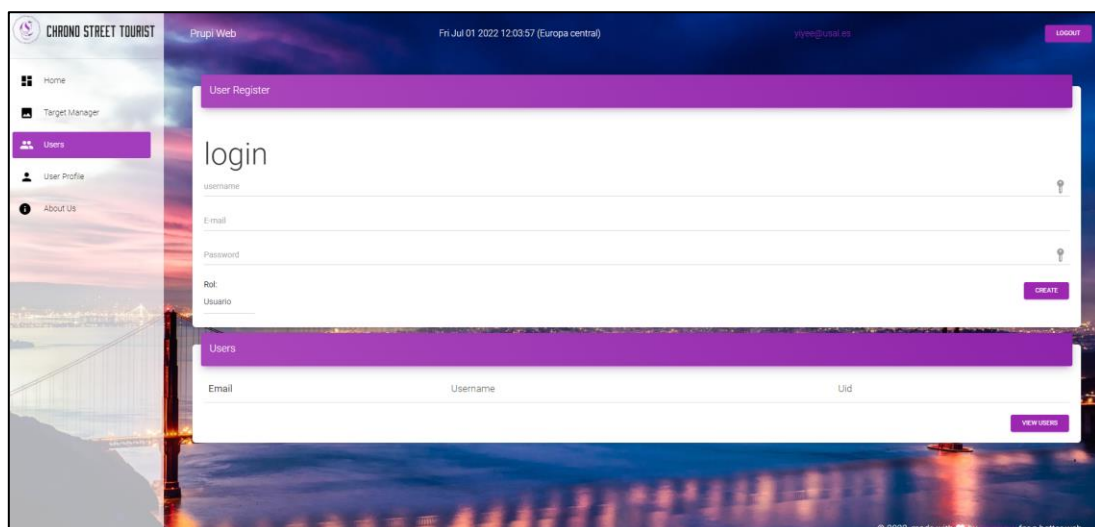 CHRONO STREET TOURIST
Prupi Web
Fri Jul 01 2022 12:03:57 (Europa central)
yiyee@usal.es
LOGOUT
Home
Target Manager
Users
User Profile
About Us
User Register
login
username
E-mail
Password
Rol:
Usuario
CREATE
Users
Email Username Uid
VIEW USERS